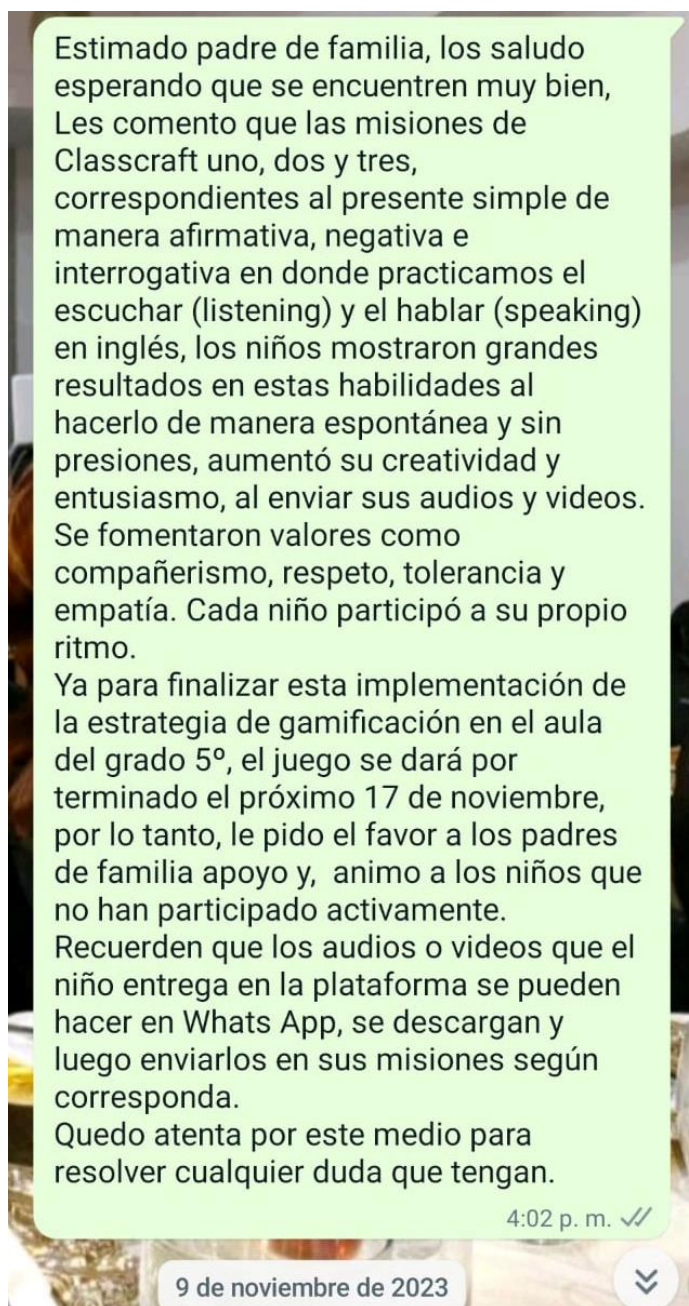 Estimado padre de familia, los saludo
esperando que se encuentren muy bien,
Les comento que las misiones de
Classcraft uno, dos y tres,
correspondientes al presente simple de
manera afirmativa, negativa e
interrogativa en donde practicamos el
escuchar (listening) y el hablar (speaking)
en inglés, los niños mostraron grandes
resultados en estas habilidades al
hacerlo de manera espontánea y sin
presiones, aumentó su creatividad y
entusiasmo, al enviar sus audios y videos.
Se fomentaron valores como
compañerismo, respeto, tolerancia y
empatía. Cada niño participó a su propio
ritmo.
Ya para finalizar esta implementación de
la estrategia de gamificación en el aula
del grado 5º, el juego se dará por
terminado el próximo 17 de noviembre,
por lo tanto, le pido el favor a los padres
de familia apoyo y,  animo a los niños que
no han participado activamente.
Recuerden que los audios o videos que el
niño entrega en la plataforma se pueden
hacer en Whats App, se descargan y
luego enviarlos en sus misiones según
corresponda.
Quedo atenta por este medio para
resolver cualquier duda que tengan.
4:02 p. m.
9 de noviembre de 2023